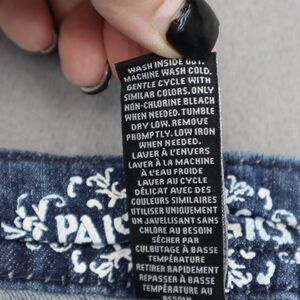 WASH INSIDE OUT.
MACHINE WASH COLD.
GENTLE CYCLE WITH
SIMILAR COLORS. ONLY
NON-CHLORINE BLEACH
WHEN NEEDED. TUMBLE
DRY LOW. REMOVE
PROMPTLY. LOW IRON
WHEN NEEDED.
LAVER À L'ENVERS
LAVER À LA MACHINE
À L'EAU FROIDE
LAVER AU CYCLE
DÉLICAT AVEC DES
COULEURS SIMILAIRES
UTILISER UNIQUEMENT
UN JAVELLISANT SANS
CHLORE AU BESOIN
SÉCHER PAR
CULBUTAGE À BASSE
TEMPÉRATURE
RETIRER RAPIDEMENT
REPASSER À BASSE
TEMPÉRATURE AU
BESOIN
PAIS